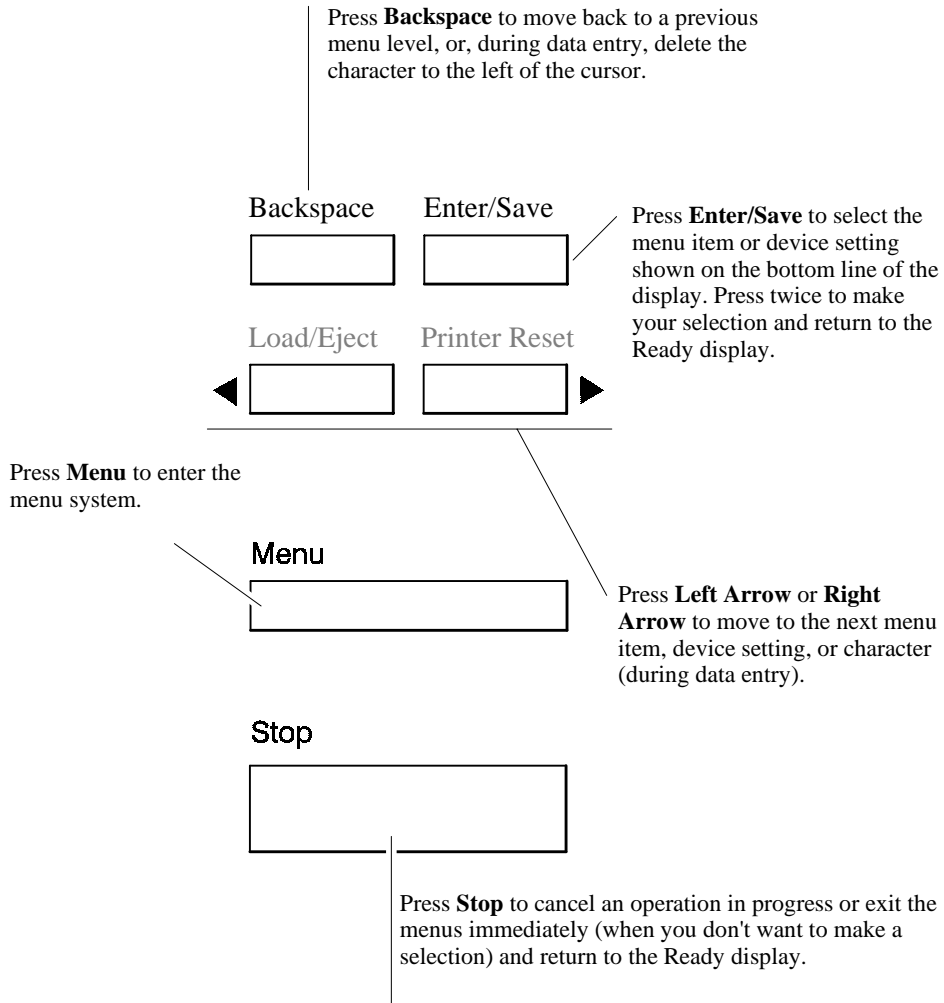 Press Backspace to move back to a previous
menu level, or, during data entry, delete the
character to the left of the cursor.
Backspace
Enter/Save
Press Enter/Save to select the
menu item or device setting
shown on the bottom line of the
display. Press twice to make
your selection and return to the
Ready display.
Load/Eject
Printer Reset
Press Menu to enter the
menu system.
Menu
Press Left Arrow or Right
Arrow to move to the next menu
item, device setting, or character
(during data entry).
Stop
Press Stop to cancel an operation in progress or exit the
menus immediately (when you don't want to make a
selection) and return to the Ready display.